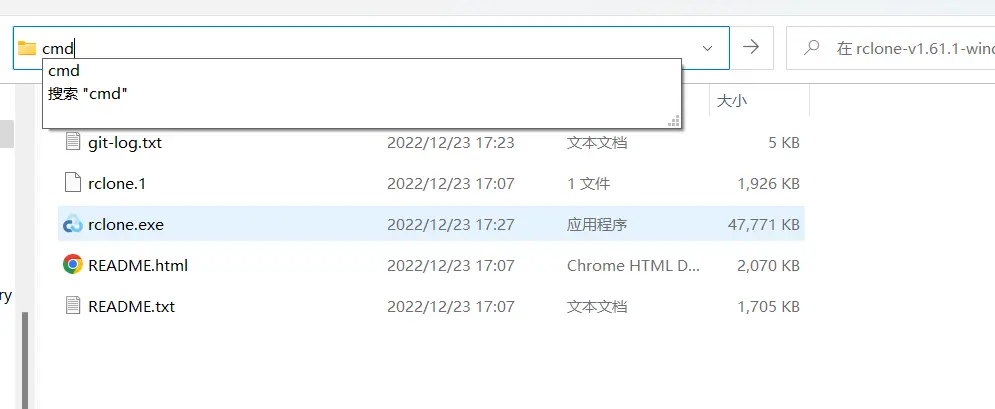 cmd
在 rclone-v1.61.1-wind
cmd
搜索 "cmd"
大小
git-log.txt 2022/12/23 17:23 文本文档 5 KB
rclone.1 2022/12/23 17:07 1 文件 1,926 KB
rclone.exe 2022/12/23 17:27 应用程序 47,771 KB
README.html 2022/12/23 17:07 Chrome HTML D... 2,070 KB
ry
README.txt 2022/12/23 17:07 文本文档 1,705 KB